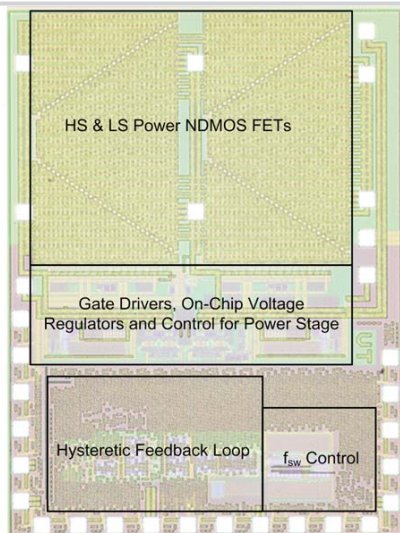 HS & LS Power NDMOS FETs
Gate Drivers, On-Chip Voltage
Regulators and Control for Power Stage
UT
Hysteretic Feedback Loop
fsw Control